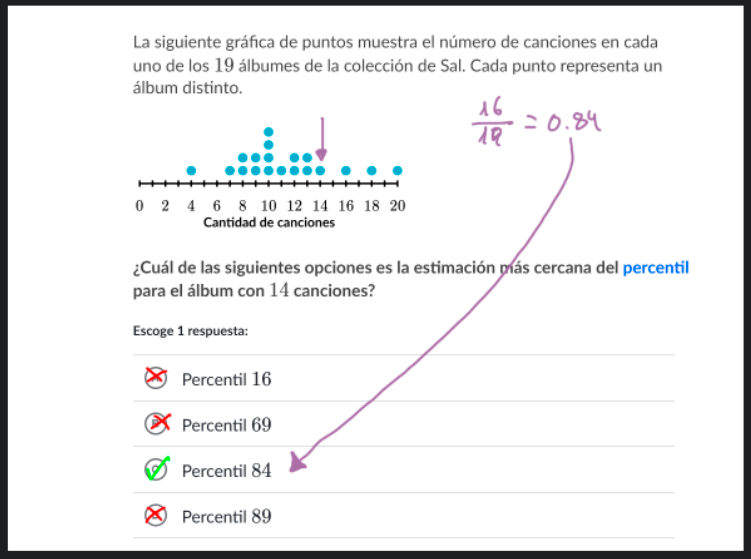 La siguiente gráfica de puntos muestra el número de canciones en cada
uno de los 19 álbumes de la colección de Sal. Cada punto representa un
álbum distinto.
16
19
= 0.84
0 2 4 6 8 10 12 14 16 18 20
Cantidad de canciones
¿Cuál de las siguientes opciones es la estimación más cercana del percentil
para el álbum con 14 canciones?
Escoge 1 respuesta:
Percentil 16
Percentil 69
Percentil 84
Percentil 89